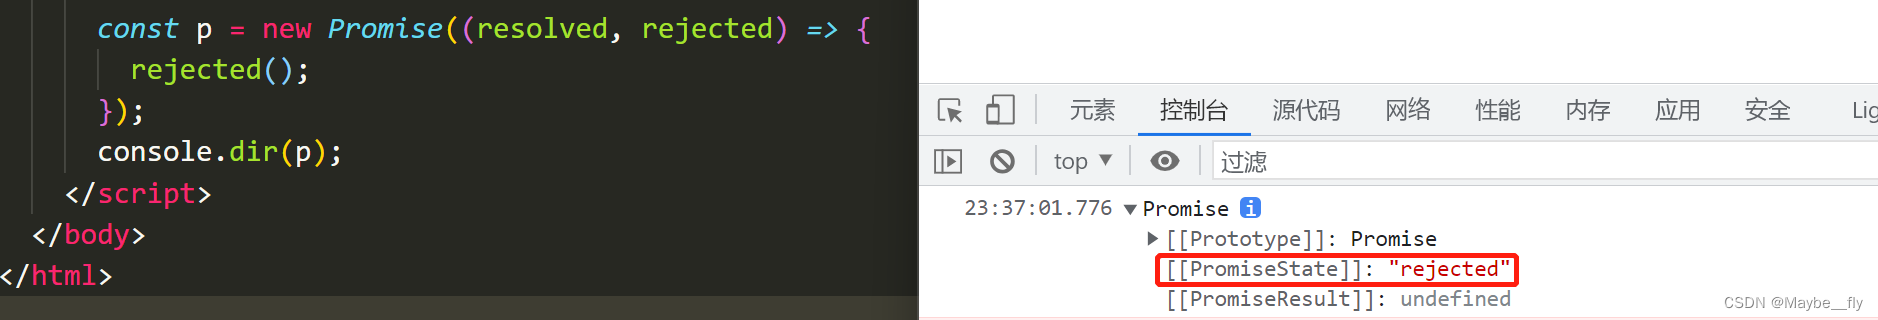 const p = new Promise((resolved, rejected) => {
rejected();
});
console.dir(p);
</script>
</body>
</html>
元素 控制台 源代码 网络 性能 内存 应用 安全 Lig
top ▼ 过滤
23:37:01.776 ▼Promise i
▶[[Prototype]]: Promise
[[PromiseState]]: "rejected"
[[PromiseResult]]: undefined
CSDN @Maybe__fly